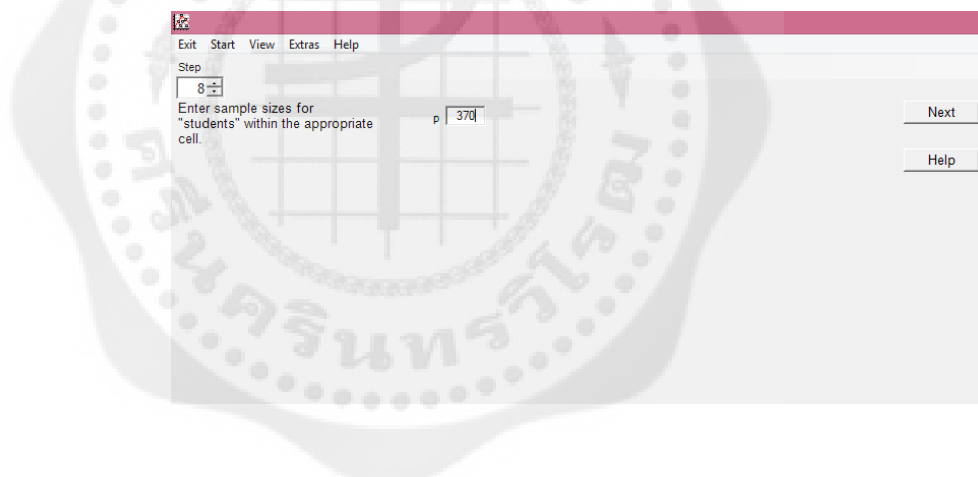 Exit Start View Extras Help
Step
8
Enter sample sizes for
"students" within the appropriate
cell.
p 370
Next
Help